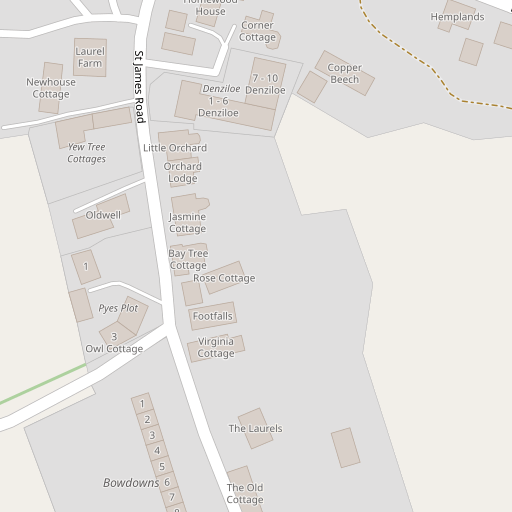 Homewood
House
Corner
Cottage
Hemplands
Laurel
Farm
St James Road
Copper
Beech
Newhouse
Cottage
7 - 10
Denziloe
Denziloe
1 - 6
Denziloe
Yew Tree
Cottages
Little Orchard
Orchard
Lodge
Oldwell
Jasmine
Cottage
Bay Tree
Cottage
1
Rose Cottage
Pyes Plot
Footfalls
3
Owl Cottage
Virginia
Cottage
1
2
3
4
5
6
7
8
The Laurels
Bowdowns
The Old
Cottage